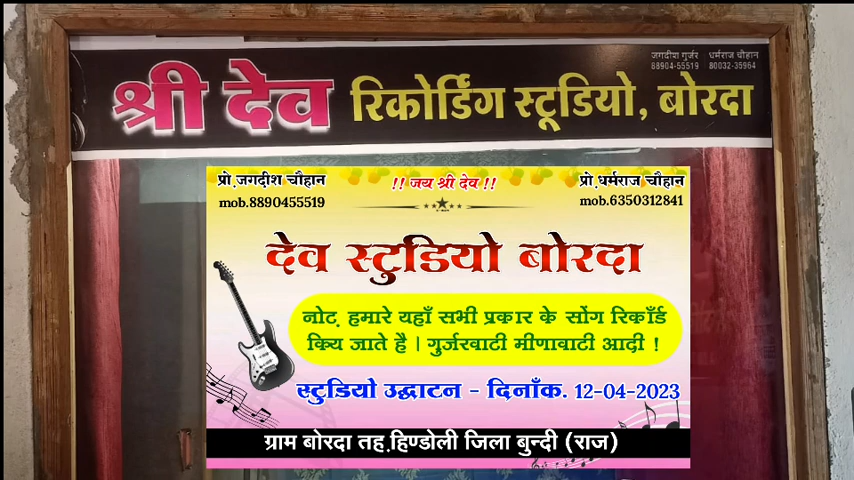 जगदीश गुर्जर धर्मराज चौहान
88904-55519 80032-35964
श्री देव रिकोर्डिंग स्टूडियो, बोरदा
प्रो.जगदीश चौहान !! जय श्री देव !! प्रो.धर्मराज चौहान
mob.8890455519 mob.6350312841
देव स्टुडियो बोरदा
नोट. हमारे यहाँ सभी प्रकार के सोंग रिकॉर्ड
किय जाते है | गुर्जरवाटी मीणावाटी आदी !
स्टुडियो उद्घाटन - दिनाँक. 12-04-2023
ग्राम बोरदा तह.हिण्डोली जिला बुन्दी (राज)